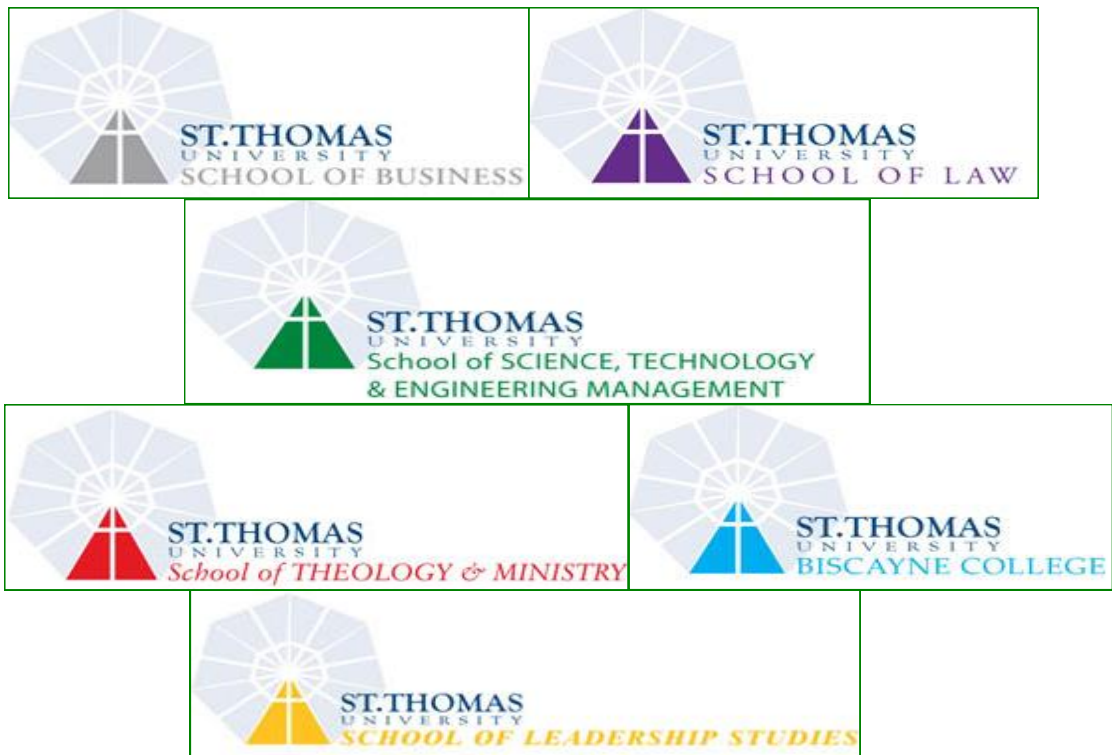 ST.THOMAS
UNIVERSITY
SCHOOL OF BUSINESS
ST.THOMAS
UNIVERSITY
SCHOOL OF LAW
ST.THOMAS
UNIVERSITY
School of SCIENCE, TECHNOLOGY
& ENGINEERING MANAGEMENT
ST.THOMAS
UNIVERSITY
School of THEOLOGY & MINISTRY
ST.THOMAS
UNIVERSITY
BISCAYNE COLLEGE
ST.THOMAS
UNIVERSITY
SCHOOL OF LEADERSHIP STUDIES